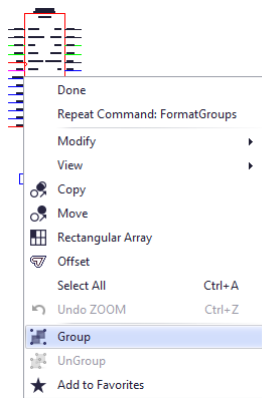 Done
Repeat Command: FormatGroups
Modify
View
Copy
Move
Rectangular Array
Offset
Select All Ctrl+A
Undo ZOOM Ctrl+Z
Group
UnGroup
Add to Favorites